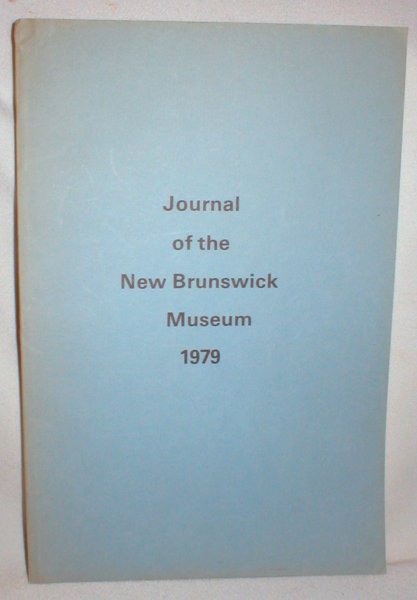 Journal
of the
New Brunswick
Museum
1979